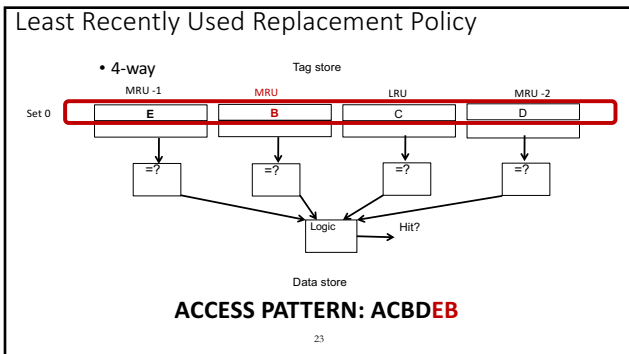 Least Recently Used Replacement Policy
• 4-way
Tag store
MRU -1 MRU LRU MRU -2
Set 0 E B C D
=? =? =? =?
Logic Hit?
Data store
ACCESS PATTERN: ACBDEB
23